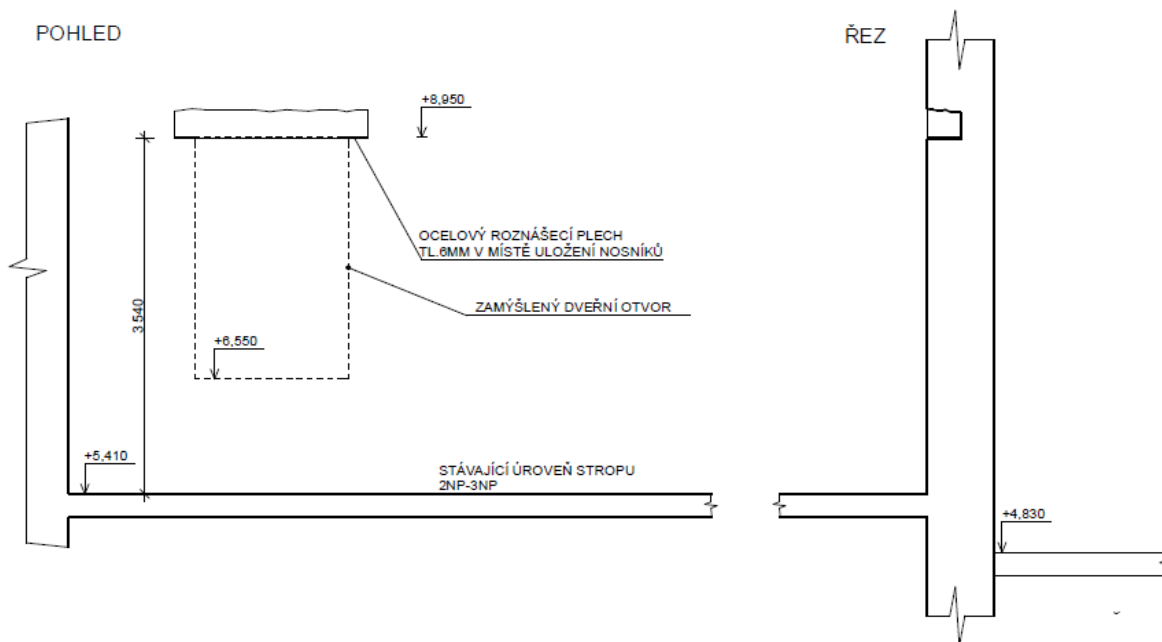 POHLED
ŘEZ
+8,950
OCELOVÝ ROZNÁŠECÍ PLECH
TL.6MM V MÍSTĚ ULOŽENÍ NOSNÍKŮ
ZAMÝŠLENÝ DVEŘNÍ OTVOR
3 540
+6,550
+5,410
STÁVAJÍCÍ ÚROVEŇ STROPU
2NP-3NP
+4,830